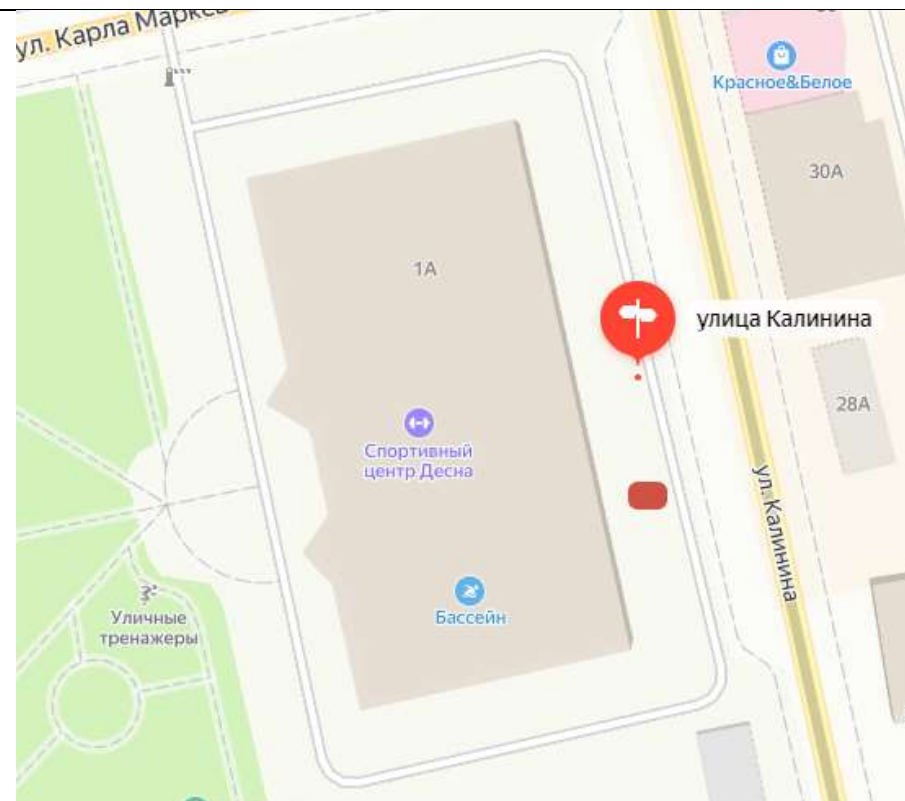 ул. Карла Маркса
Красное&Белое
30А
1А
улица Калинина
28А
Спортивный
центр Десна
ул. Калинина
Бассейн
Уличные
тренажеры